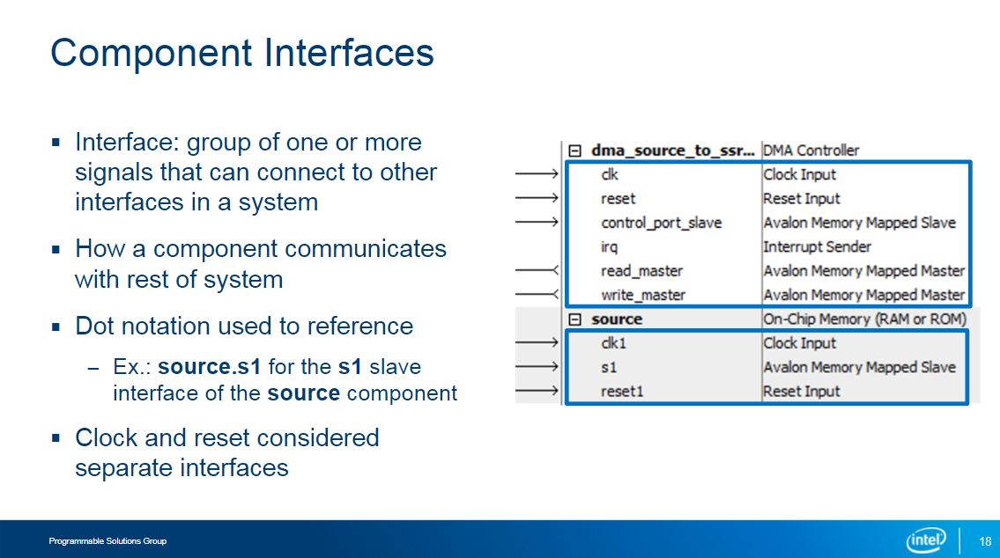 Component Interfaces
▪ Interface: group of one or more
signals that can connect to other
interfaces in a system
▪ How a component communicates
with rest of system
▪ Dot notation used to reference
– Ex.: source.s1 for the s1 slave
interface of the source component
▪ Clock and reset considered
separate interfaces
dma_source_to_ssr... DMA Controller
clk Clock Input
reset Reset Input
control_port_slave Avalon Memory Mapped Slave
irq Interrupt Sender
read_master Avalon Memory Mapped Master
write_master Avalon Memory Mapped Master
source On-Chip Memory (RAM or ROM)
clk1 Clock Input
s1 Avalon Memory Mapped Slave
reset1 Reset Input
Programmable Solutions Group
intel
18